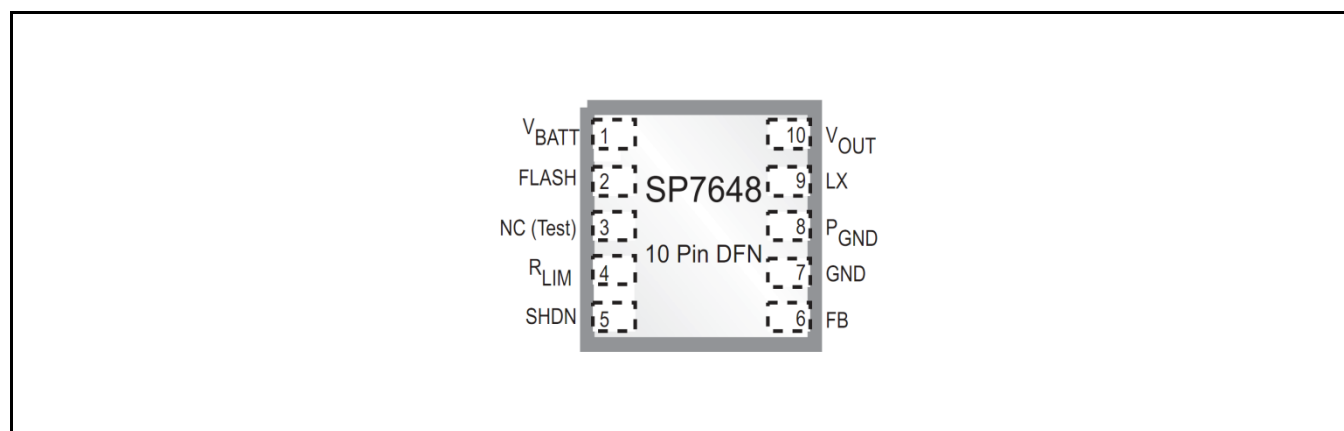 VBATT 1
FLASH 2
NC (Test) 3
RLIM 4
SHDN 5
SP7648
10 Pin DFN
10 VOUT
9 LX
8 PGND
7 GND
6 FB